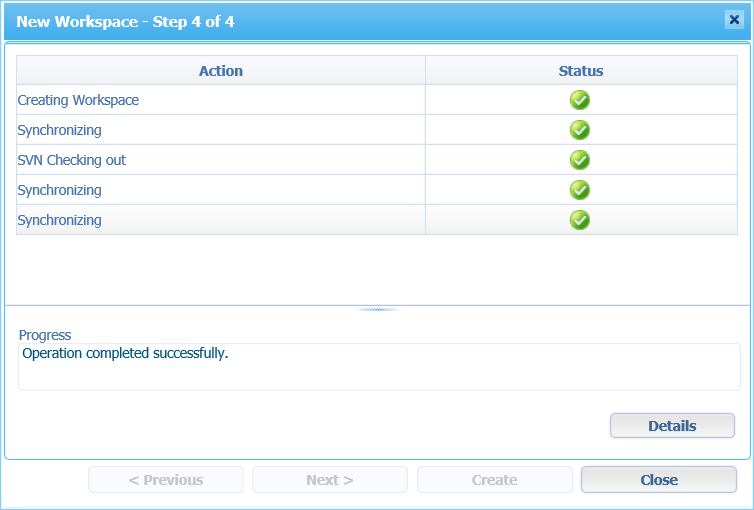 New Workspace - Step 4 of 4
Action Status
Creating Workspace
Synchronizing
SVN Checking out
Synchronizing
Synchronizing
Progress
Operation completed successfully.
Details
< Previous Next > Create Close